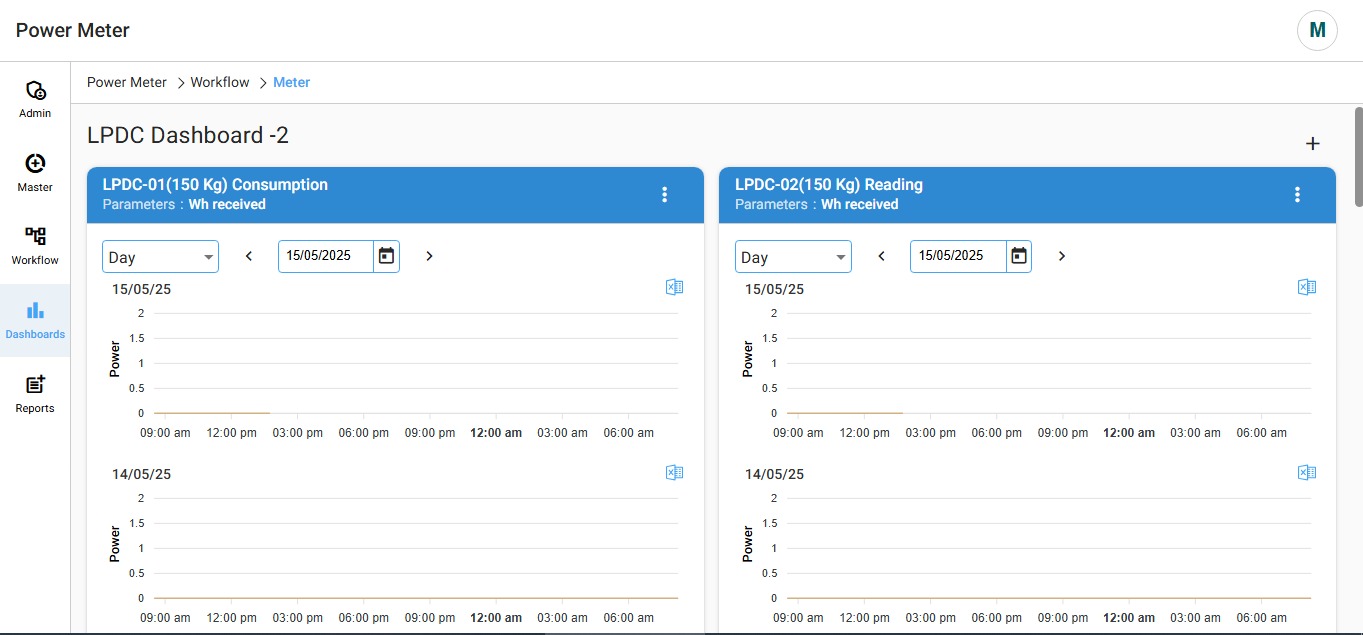 Power Meter
M
Admin
Master
Workflow
Dashboards
Reports
Power Meter > Workflow > Meter
LPDC Dashboard -2
+
LPDC-01(150 Kg) Consumption
Parameters : Wh received
Day
15/05/2025
15/05/25
2
1.5
1
0.5
0
Power
09:00 am 12:00 pm 03:00 pm 06:00 pm 09:00 pm 12:00 am 03:00 am 06:00 am
14/05/25
2
1.5
1
0.5
0
Power
09:00 am 12:00 pm 03:00 pm 06:00 pm 09:00 pm 12:00 am 03:00 am 06:00 am
LPDC-02(150 Kg) Reading
Parameters : Wh received
Day
15/05/2025
15/05/25
2
1.5
1
0.5
0
Power
09:00 am 12:00 pm 03:00 pm 06:00 pm 09:00 pm 12:00 am 03:00 am 06:00 am
14/05/25
2
1.5
1
0.5
0
Power
09:00 am 12:00 pm 03:00 pm 06:00 pm 09:00 pm 12:00 am 03:00 am 06:00 am